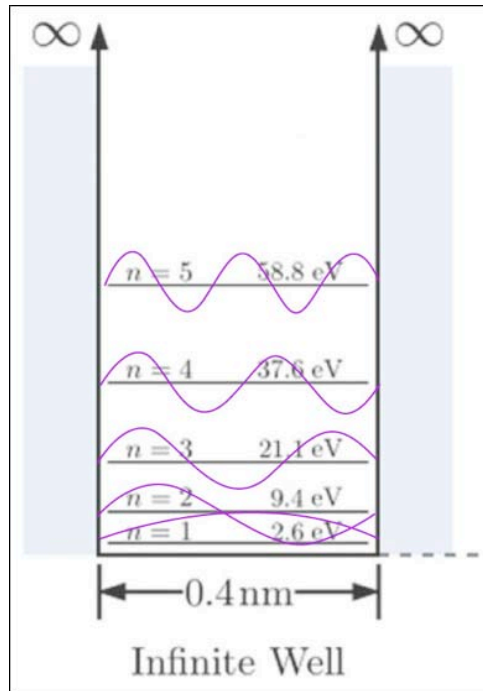 ∞ ∞
n = 5 58.8 eV
n = 4 37.6 eV
n = 3 21.1 eV
n = 2 9.4 eV
n = 1 2.6 eV
0.4 nm
Infinite Well